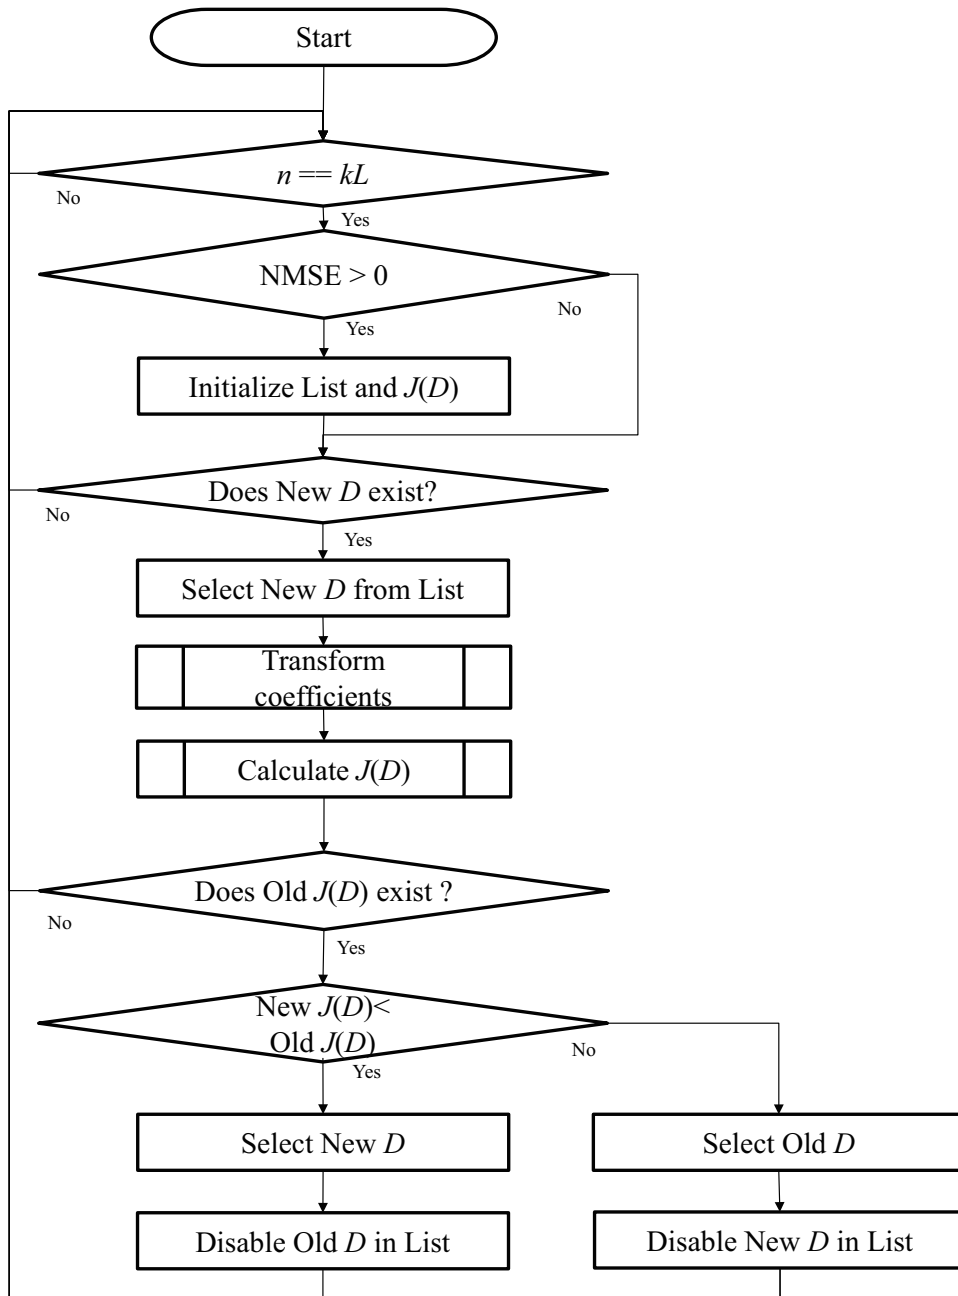 Start
n == kL
No
Yes
NMSE > 0
No
Yes
Initialize List and J(D)
Does New D exist?
No
Yes
Select New D from List
Transform
coefficients
Calculate J(D)
Does Old J(D) exist ?
No
Yes
New J(D)<
Old J(D)
No
Yes
Select New D
Select Old D
Disable Old D in List
Disable New D in List